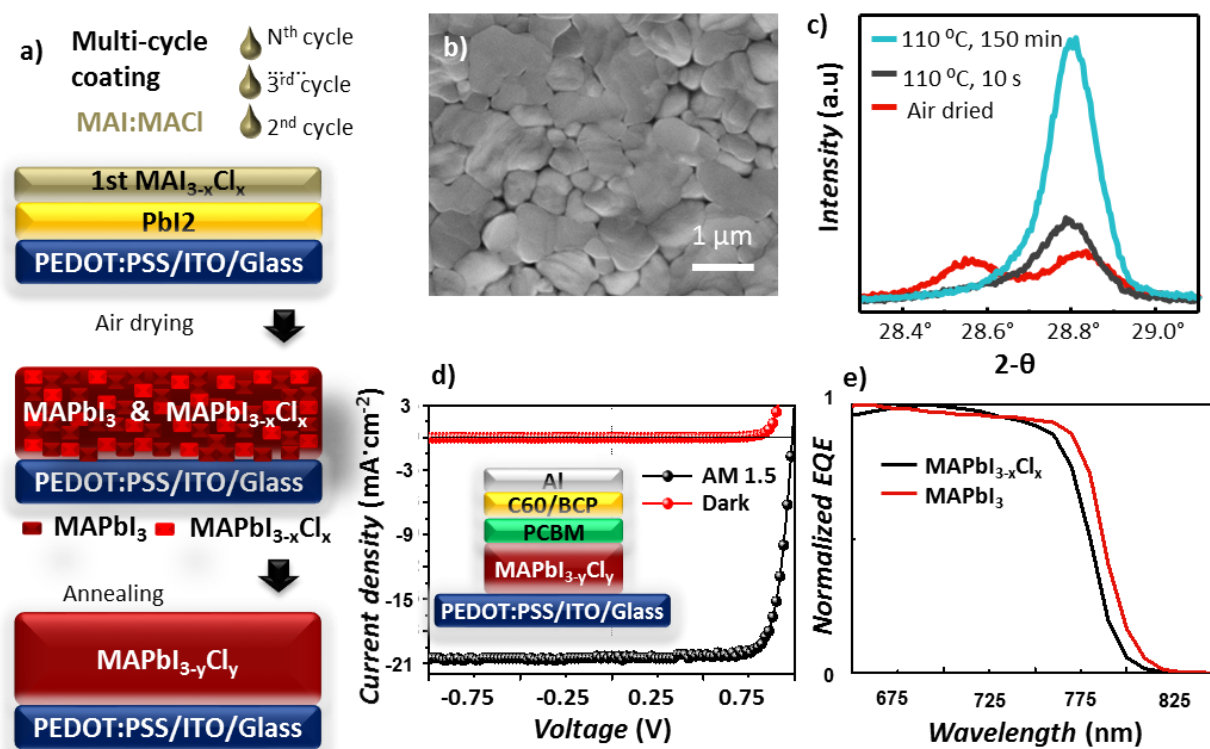 a)
Multi-cycle
coating
MAI:MACl
Nth cycle
3rd cycle
2nd cycle
1st MAI3-xClx
PbI2
PEDOT:PSS/ITO/Glass
Air drying
MAPbI3 & MAPbI3-xClx
PEDOT:PSS/ITO/Glass
MAPbI3 MAPbI3-xClx
Annealing
MAPbI3-yCly
PEDOT:PSS/ITO/Glass
b)
1 µm
c)
Intensity (a.u)
110 ⁰C, 150 min
110 ⁰C, 10 s
Air dried
28.4° 28.6° 28.8° 29.0°
2-θ
d)
Current density (mA·cm-2)
3
-3
-9
-15
-21
AM 1.5
Dark
Al
C60/BCP
PCBM
MAPbI3-yCly
PEDOT:PSS/ITO/Glass
-0.75 -0.25 0.25 0.75
Voltage (V)
e)
Normalized EQE
1
0
MAPbI3-xClx
MAPbI3
675 725 775 825
Wavelength (nm)